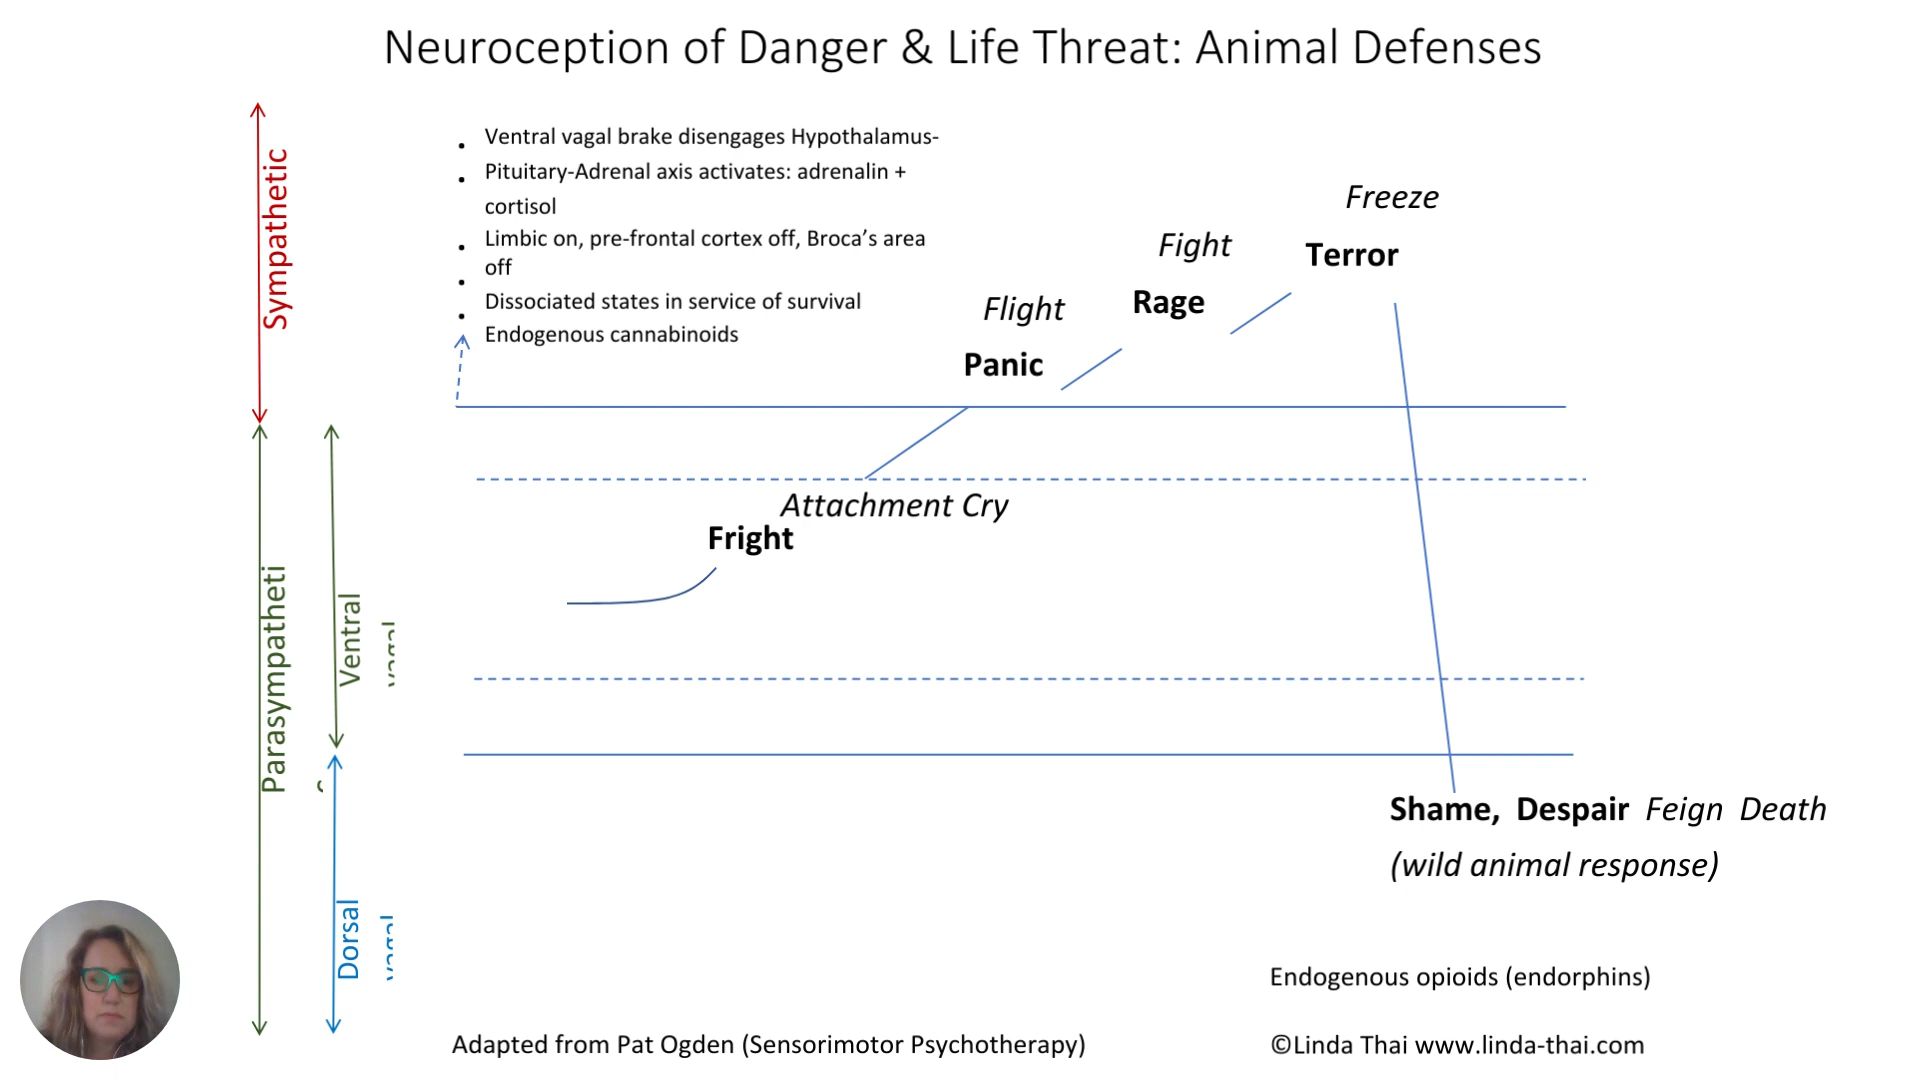 Neuroception of Danger & Life Threat: Animal Defenses
Sympathetic
• Ventral vagal brake disengages Hypothalamus-
• Pituitary-Adrenal axis activates: adrenalin +
cortisol
• Limbic on, pre-frontal cortex off, Broca’s area
off
• Dissociated states in service of survival
• Endogenous cannabinoids
Freeze
Terror
Fight
Rage
Flight
Panic
Attachment Cry
Fright
Parasympatheti
Ventral
Dorsal
Shame, Despair Feign Death
(wild animal response)
Endogenous opioids (endorphins)
Adapted from Pat Ogden (Sensorimotor Psychotherapy)
©Linda Thai www.linda-thai.com